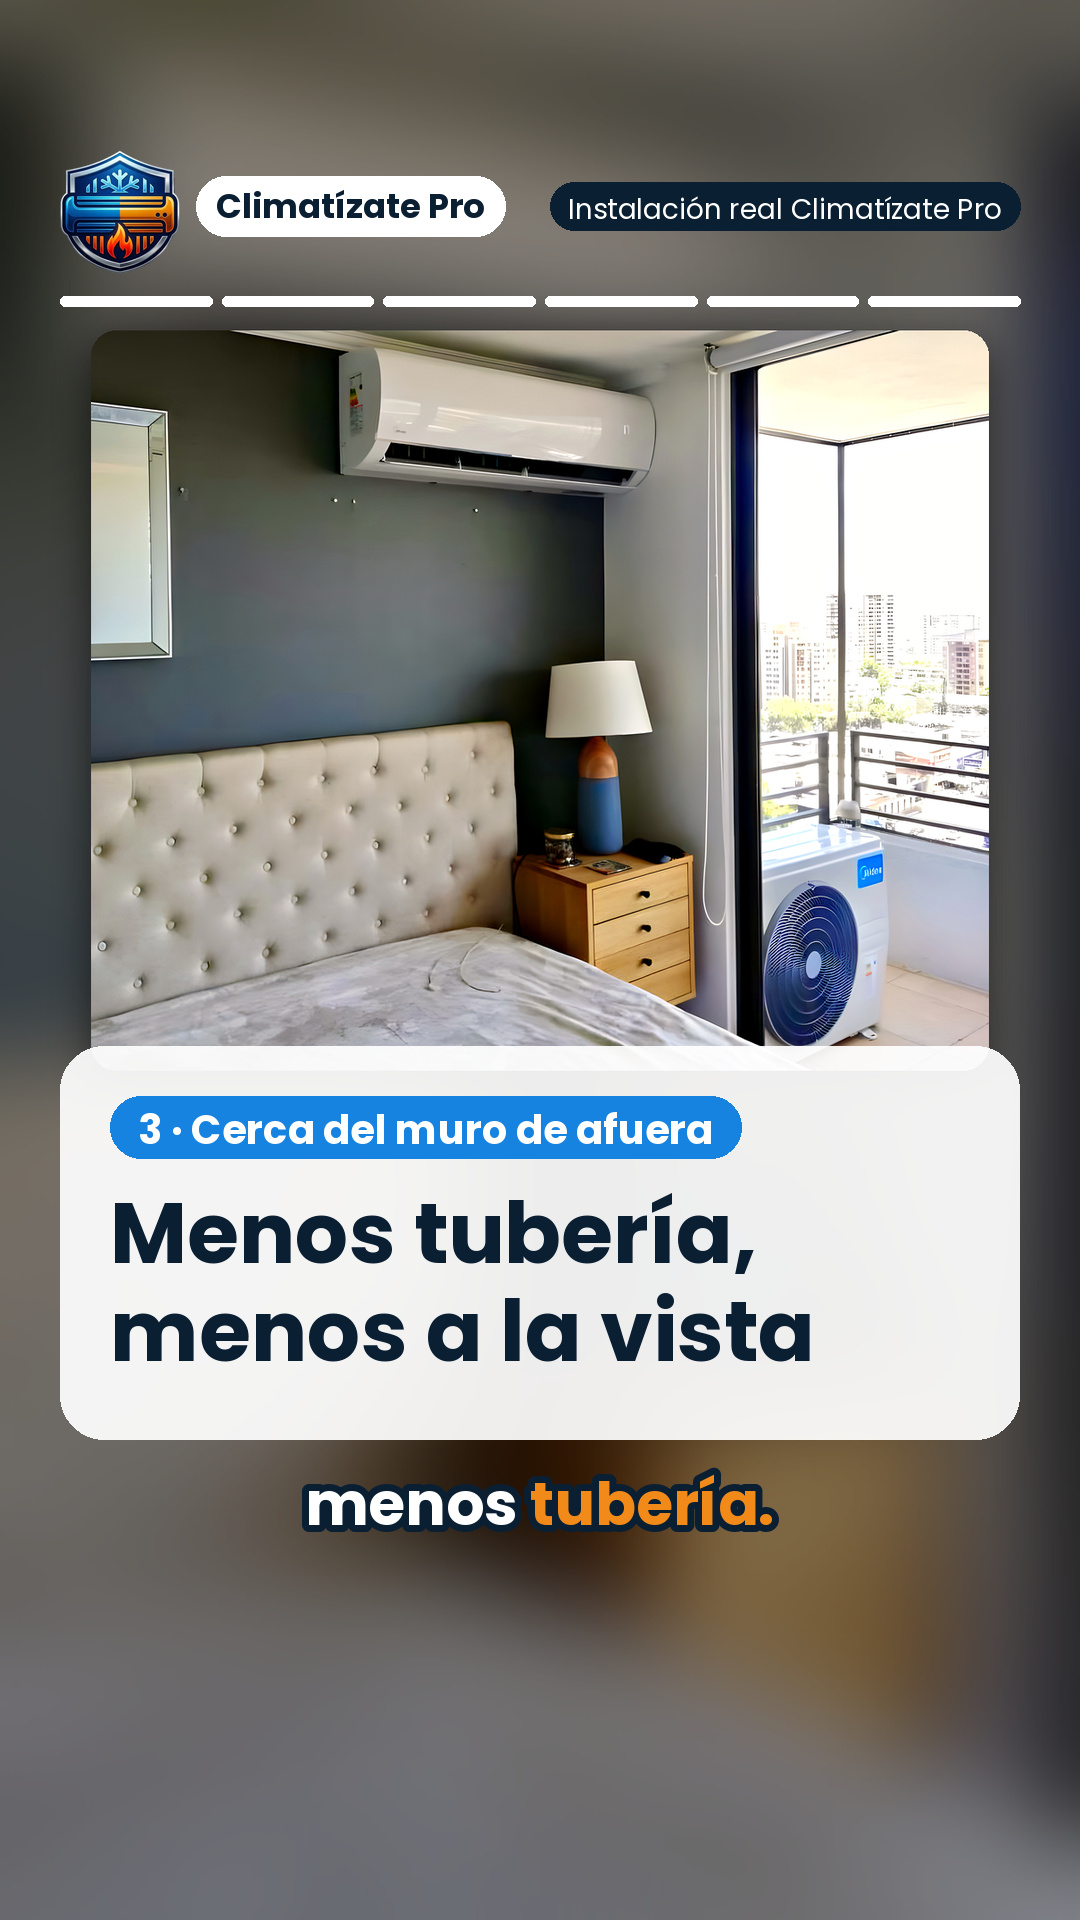 Climatízate Pro
Instalación real Climatízate Pro
Midea
3 · Cerca del muro de afuera
Menos tubería,
menos a la vista
menos tubería.